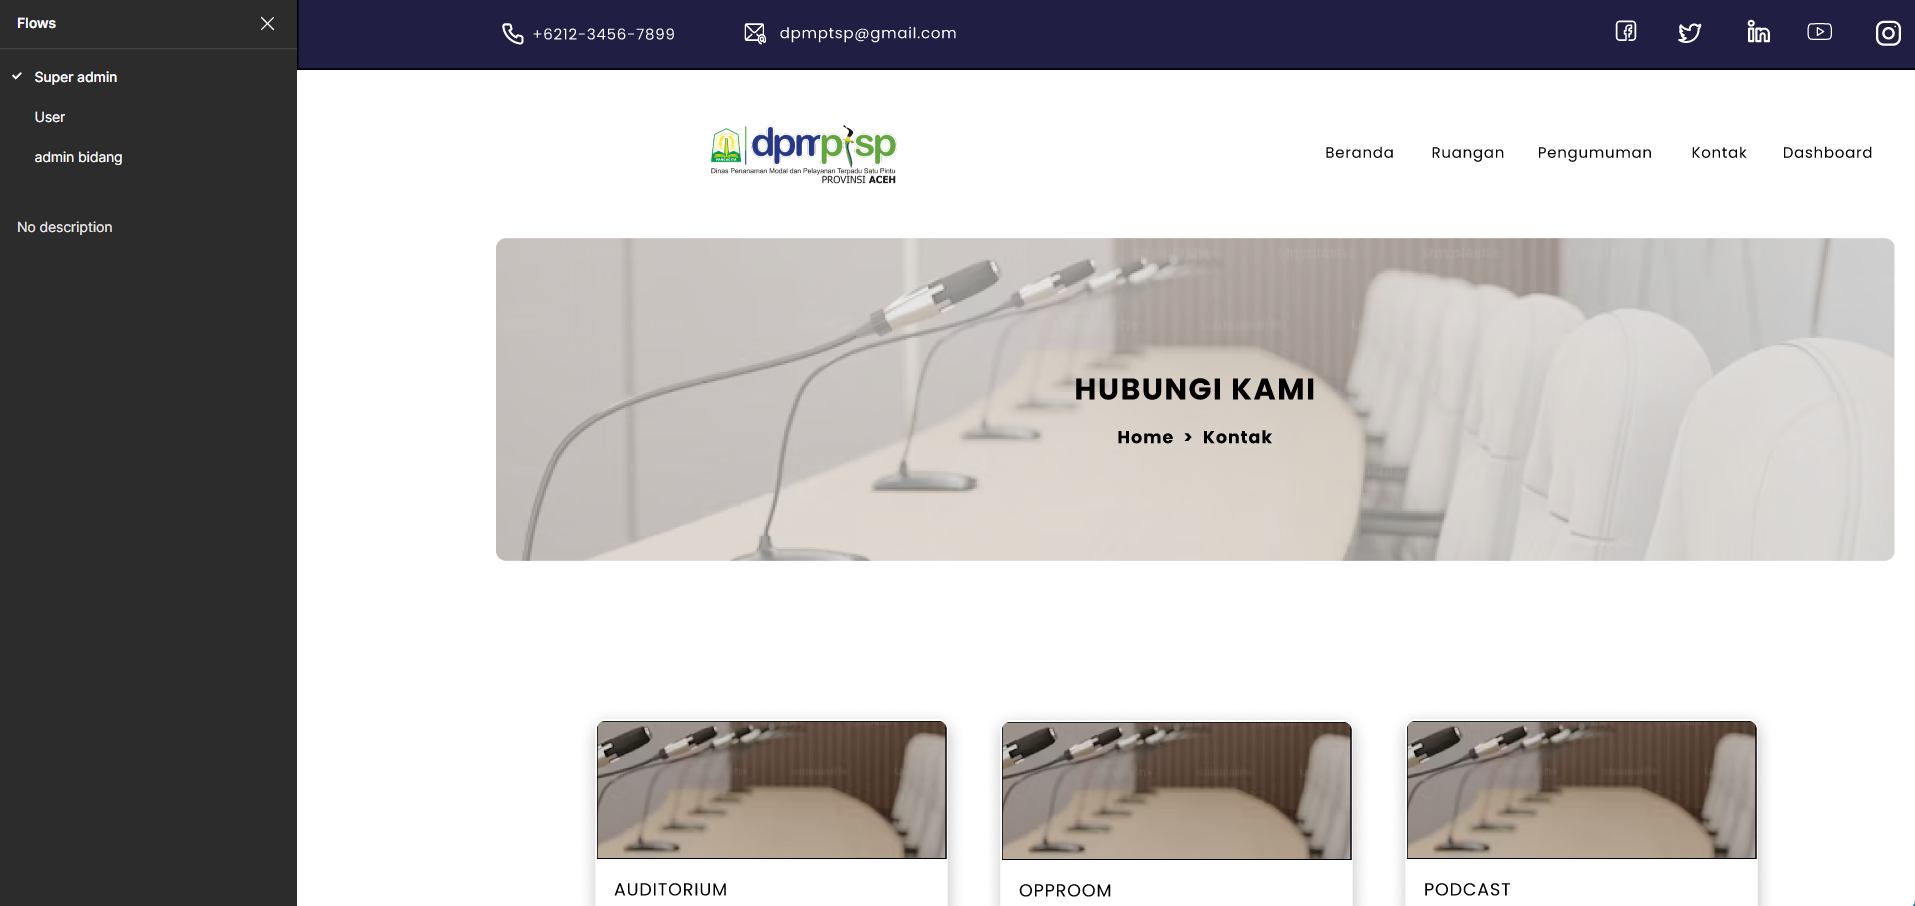 Flows
Super admin
User
admin bidang
No description
+6212-3456-7899
dpmptsp@gmail.com
PANCACITA
dpmptsp
Dinas Penanaman Modal dan Pelayanan Terpadu Satu Pintu
PROVINSI ACEH
Beranda
Ruangan
Pengumuman
Kontak
Dashboard
HUBUNGI KAMI
Home > Kontak
AUDITORIUM
OPPROOM
PODCAST